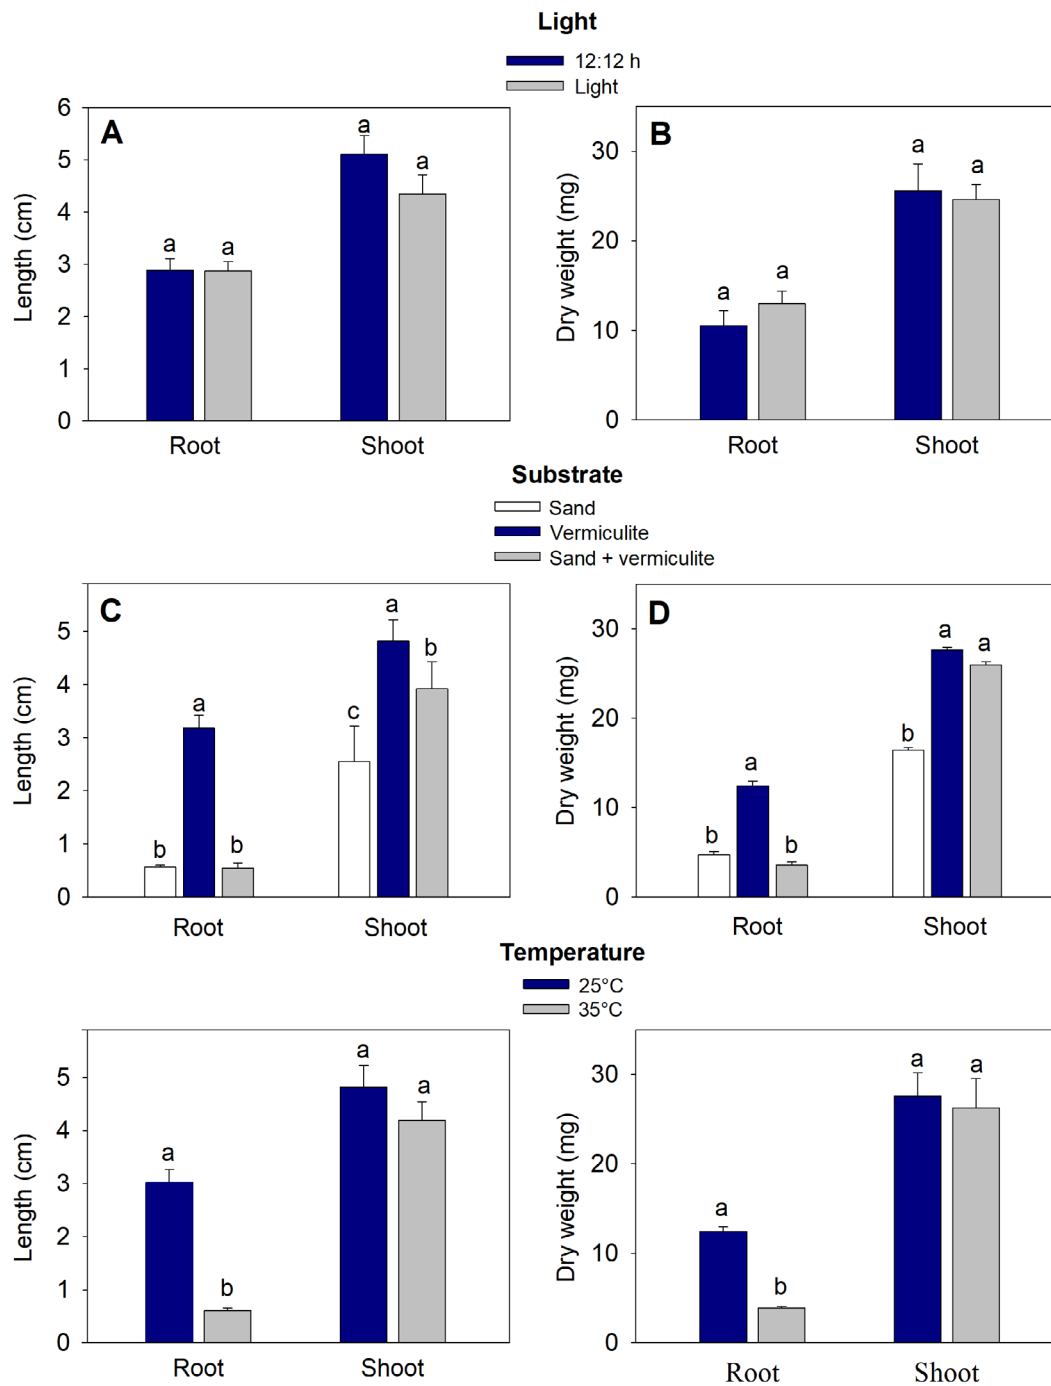 Light
12:12 h
Light
A
Length (cm)
6
5
4
3
2
1
0
a
a
a
a
Root
Shoot
B
Dry weight (mg)
30
20
10
0
a
a
a
a
Root
Shoot
Substrate
Sand
Vermiculite
Sand + vermiculite
C
Length (cm)
5
4
3
2
1
0
b
a
b
c
a
b
Root
Shoot
D
Dry weight (mg)
30
20
10
0
b
a
b
b
a
a
Root
Shoot
Temperature
25°C
35°C
Length (cm)
5
4
3
2
1
0
a
b
a
a
Root
Shoot
Dry weight (mg)
30
20
10
0
a
b
a
a
Root
Shoot